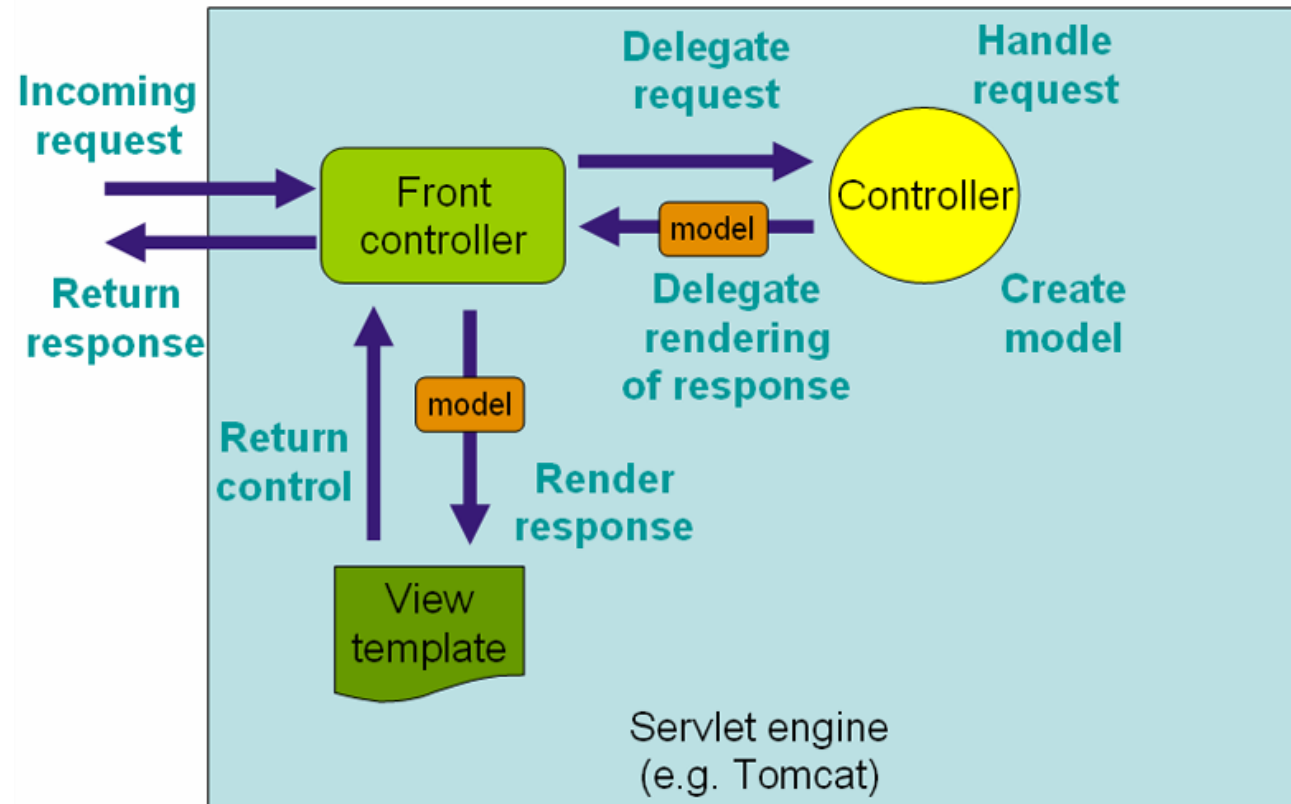 Incoming
request
Return
response
Front
controller
Delegate
request
Handle
request
Controller
model
Delegate
rendering
of response
Create
model
Return
control
model
Render
response
View
template
Servlet engine
(e.g. Tomcat)